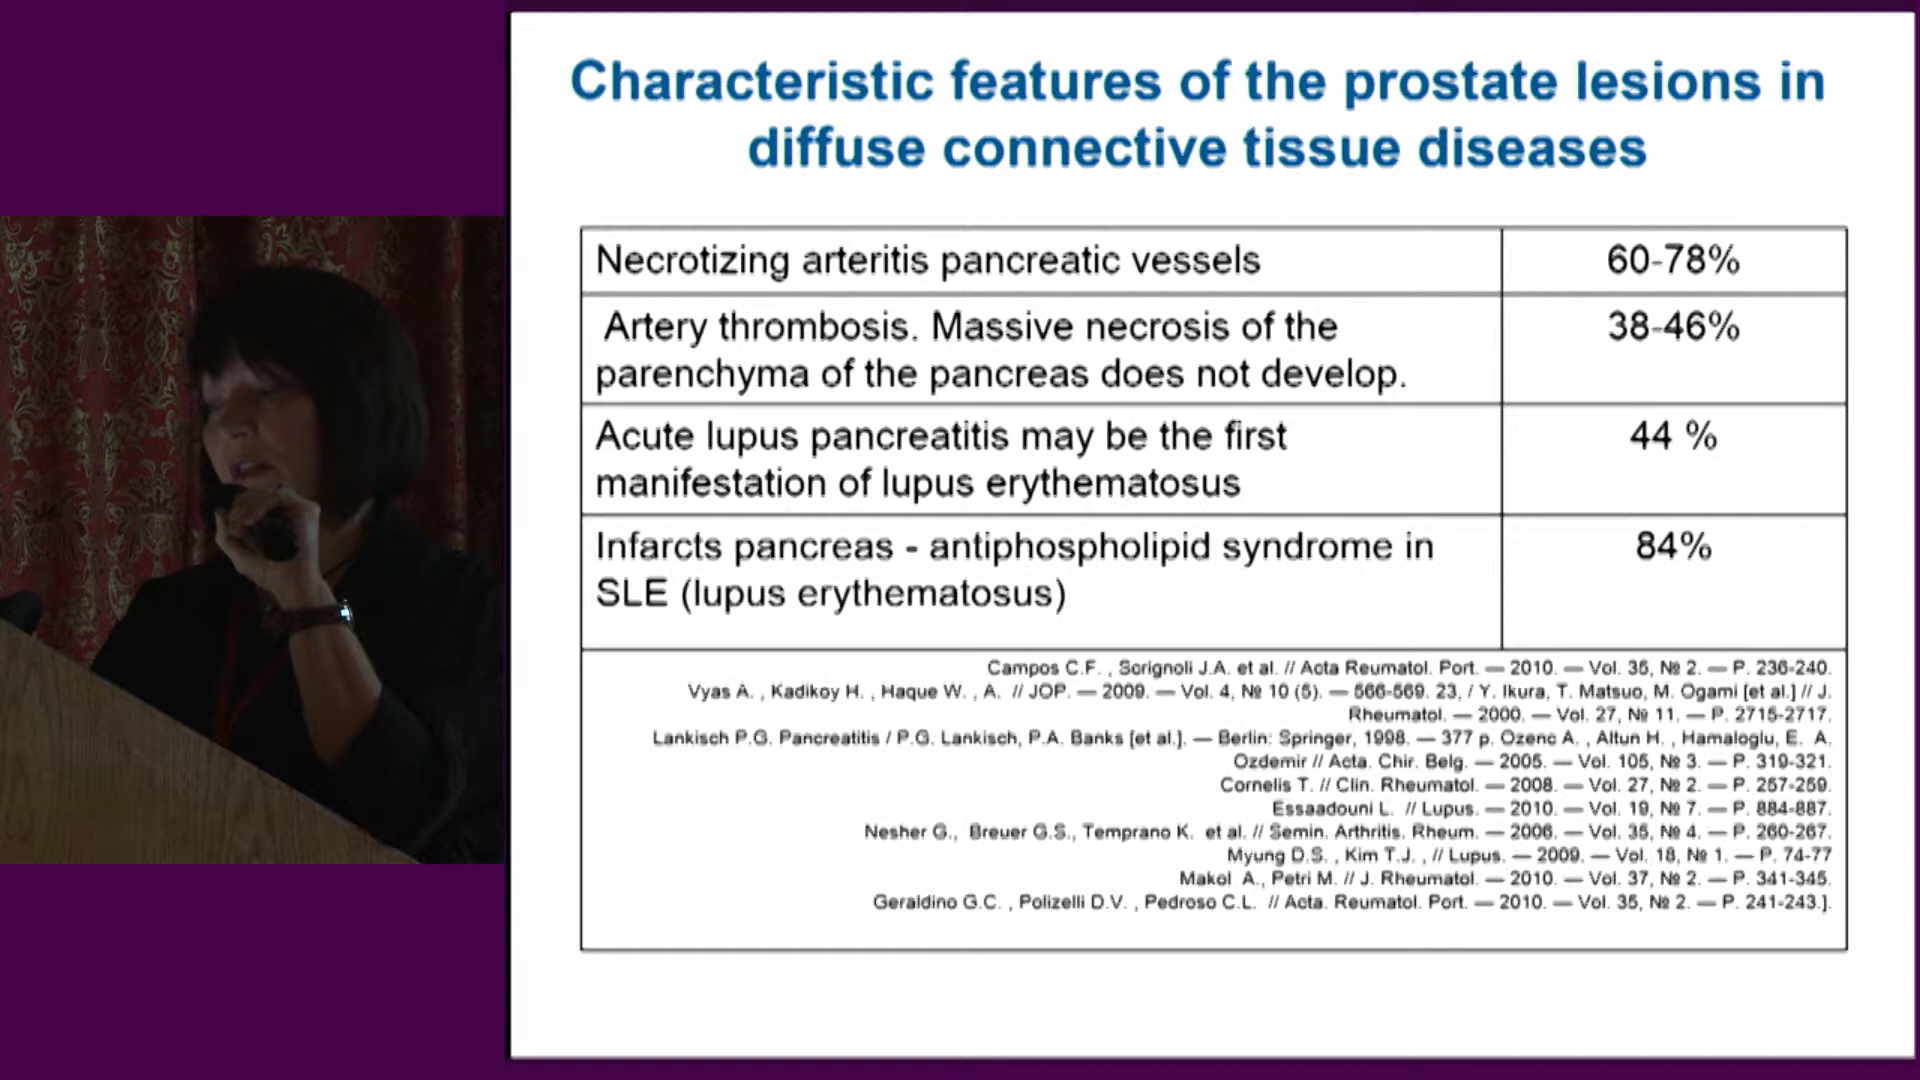 Characteristic features of the prostate lesions in
diffuse connective tissue diseases
Necrotizing arteritis pancreatic vessels
60-78%
Artery thrombosis. Massive necrosis of the
parenchyma of the pancreas does not develop.
38-46%
Acute lupus pancreatitis may be the first
manifestation of lupus erythematosus
44 %
Infarcts pancreas - antiphospholipid syndrome in
SLE (lupus erythematosus)
84%
Campos C.F. , Sorignoli J.A. et al. // Acta Reumatol. Port. — 2010. — Vol. 35, № 2. — P. 236-240.
Vyas A. , Kadikoy H. , Haque W. , A. // JOP. — 2009. — Vol. 4, № 10 (5). — 566-569. 23, / Y. Ikura, T. Matsuo, M. Ogami [et al.] // J.
Rheumatol. — 2000. — Vol. 27, № 11. — P. 2715-2717.
Lankisch P.G. Pancreatitis / P.G. Lankisch, P.A. Banks [et al.]. — Berlin: Springer, 1998. — 377 p. Ozenc A. , Altun H. , Hamaloglu, E. A.
Ozdemir // Acta. Chir. Belg. — 2005. — Vol. 105, № 3. — P. 319-321.
Cornelis T. // Clin. Rheumatol. — 2008. — Vol. 27, № 2. — P. 257-259.
Essaadouni L. // Lupus. — 2010. — Vol. 19, № 7. — P. 884-887.
Nesher G., Breuer G.S., Temprano K. et al. // Semin. Arthritis. Rheum. — 2006. — Vol. 35, № 4. — P. 260-267.
Myung D.S. , Kim T.J. , // Lupus. — 2009. — Vol. 18, № 1. — P. 74-77
Makol A., Petri M. // J. Rheumatol. — 2010. — Vol. 37, № 2. — P. 341-345.
Geraldino G.C. , Polizelli D.V. , Pedroso C.L. // Acta. Reumatol. Port. — 2010. — Vol. 35, № 2. — P. 241-243.].